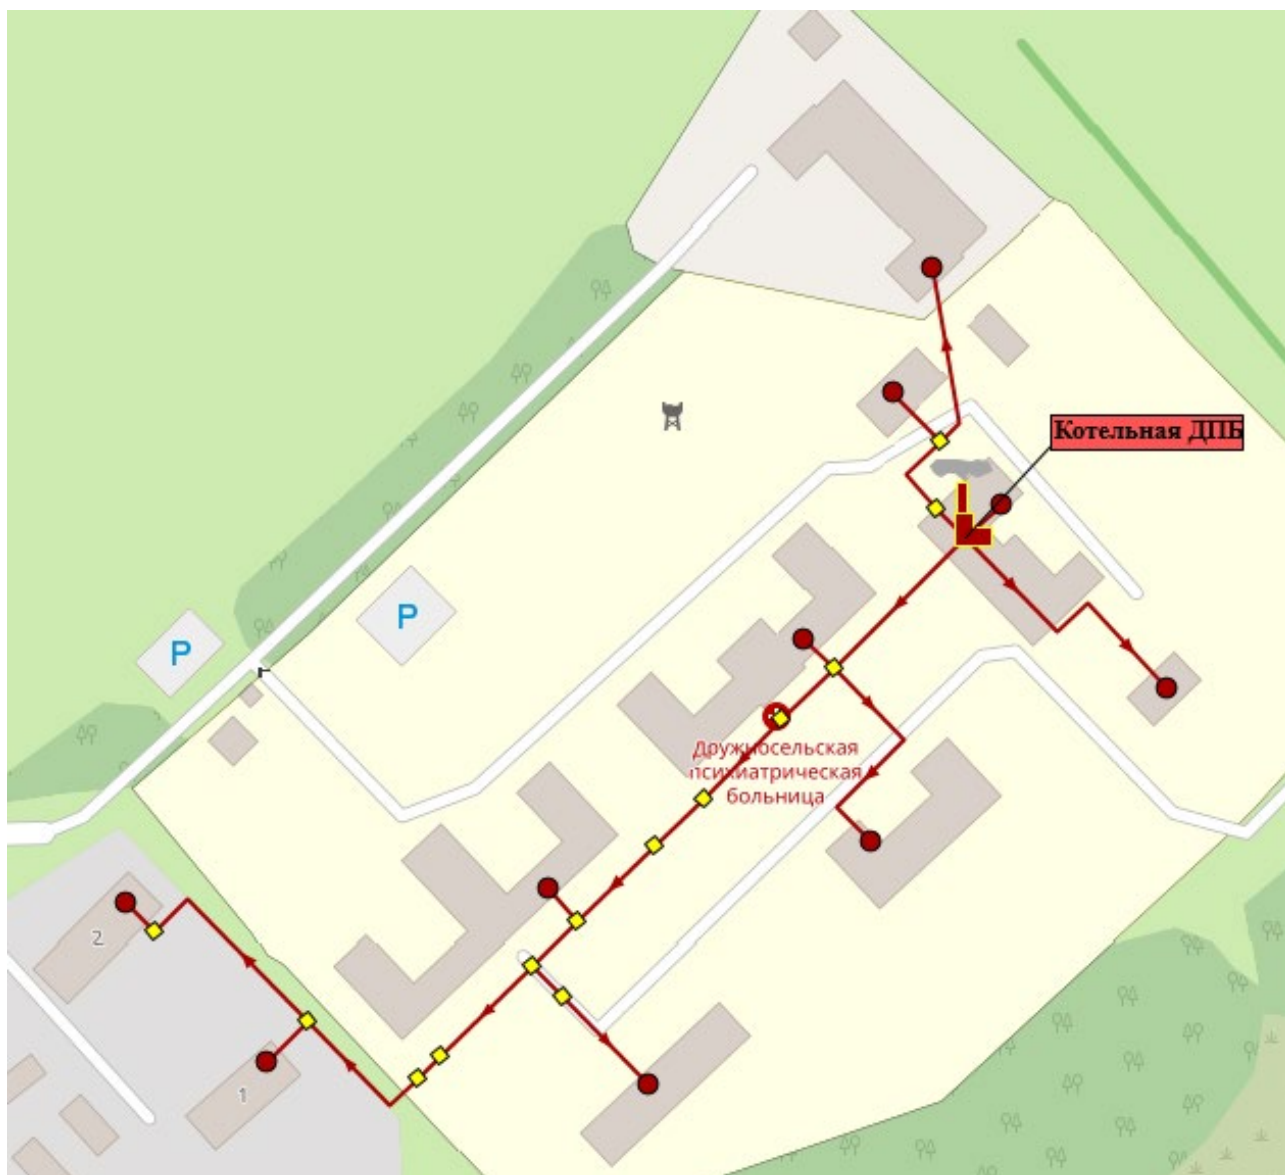 Котельная ДПБ
P
P
Дружносельская
психиатрическая
больница
2
1